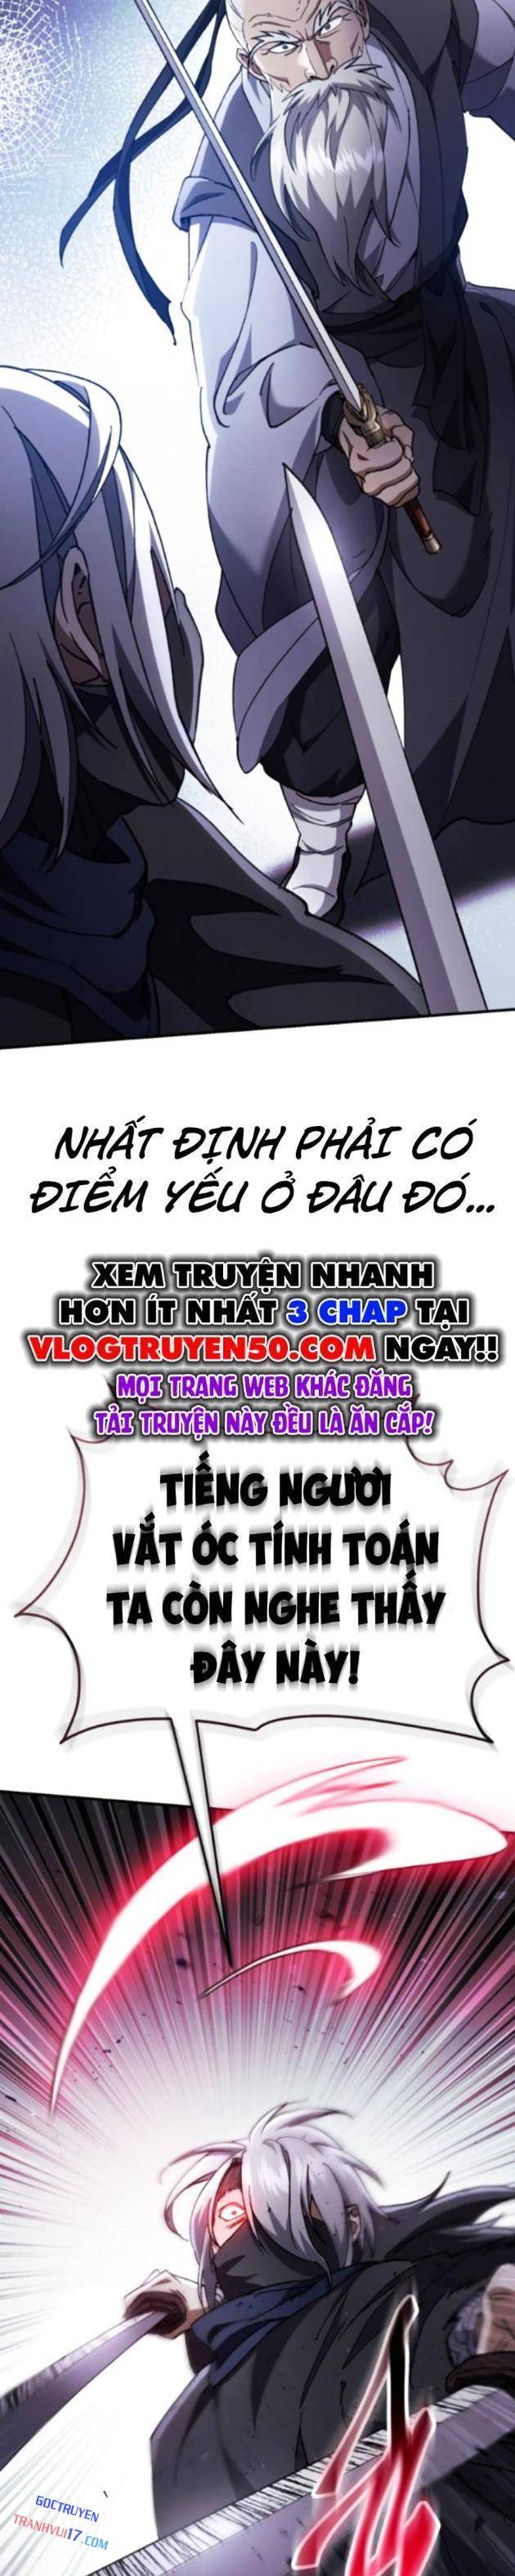 NHẤT ĐỊNH PHẢI CÓ
ĐIỂM YẾU Ở ĐÂU ĐÓ...
XEM TRUYỆN NHANH
HƠN ÍT NHẤT 3 CHAP TẠI
VLOGTRUYEN50.COM NGAY!!
MỌI TRANG WEB KHÁC ĐĂNG
TẢI TRUYỆN NÀY ĐỀU LÀ ĂN CẮP!
TIẾNG NGƯƠI
VẮT ÓC TÍNH TOÁN
TA CÒN NGHE THẤY
ĐÂY NÀY!
GOCTRUYEN
TRANHVUI17.COM